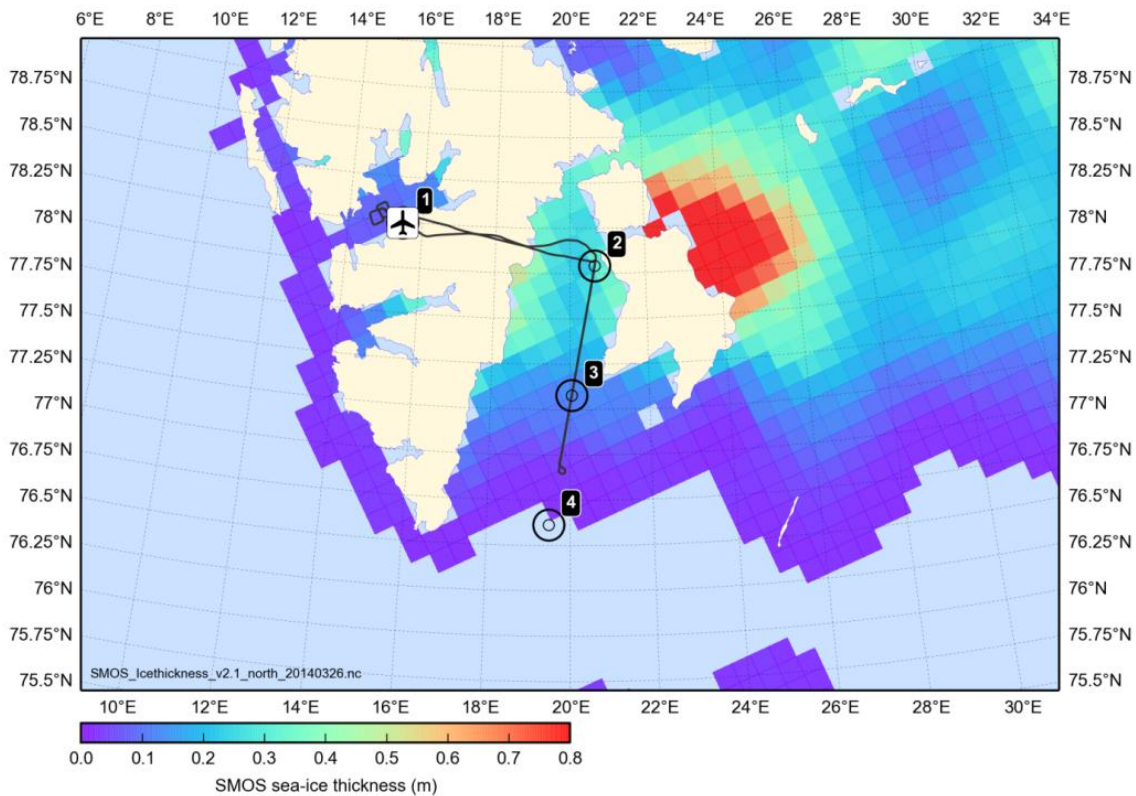 6°E 8°E 10°E 12°E 14°E 16°E 18°E 20°E 22°E 24°E 26°E 28°E 30°E 32°E 34°E
78.75°N 78.75°N
78.5°N 78.5°N
78.25°N 78.25°N
1
78°N 78°N
2
77.75°N 77.75°N
77.5°N 77.5°N
77.25°N 77.25°N
3
77°N 77°N
76.75°N 76.75°N
76.5°N 76.5°N
4
76.25°N 76.25°N
76°N 76°N
75.75°N 75.75°N
SMOS_Icethickness_v2.1_north_20140326.nc
75.5°N 75.5°N
10°E 12°E 14°E 16°E 18°E 20°E 22°E 24°E 26°E 28°E 30°E
0.0 0.1 0.2 0.3 0.4 0.5 0.6 0.7 0.8
SMOS sea-ice thickness (m)